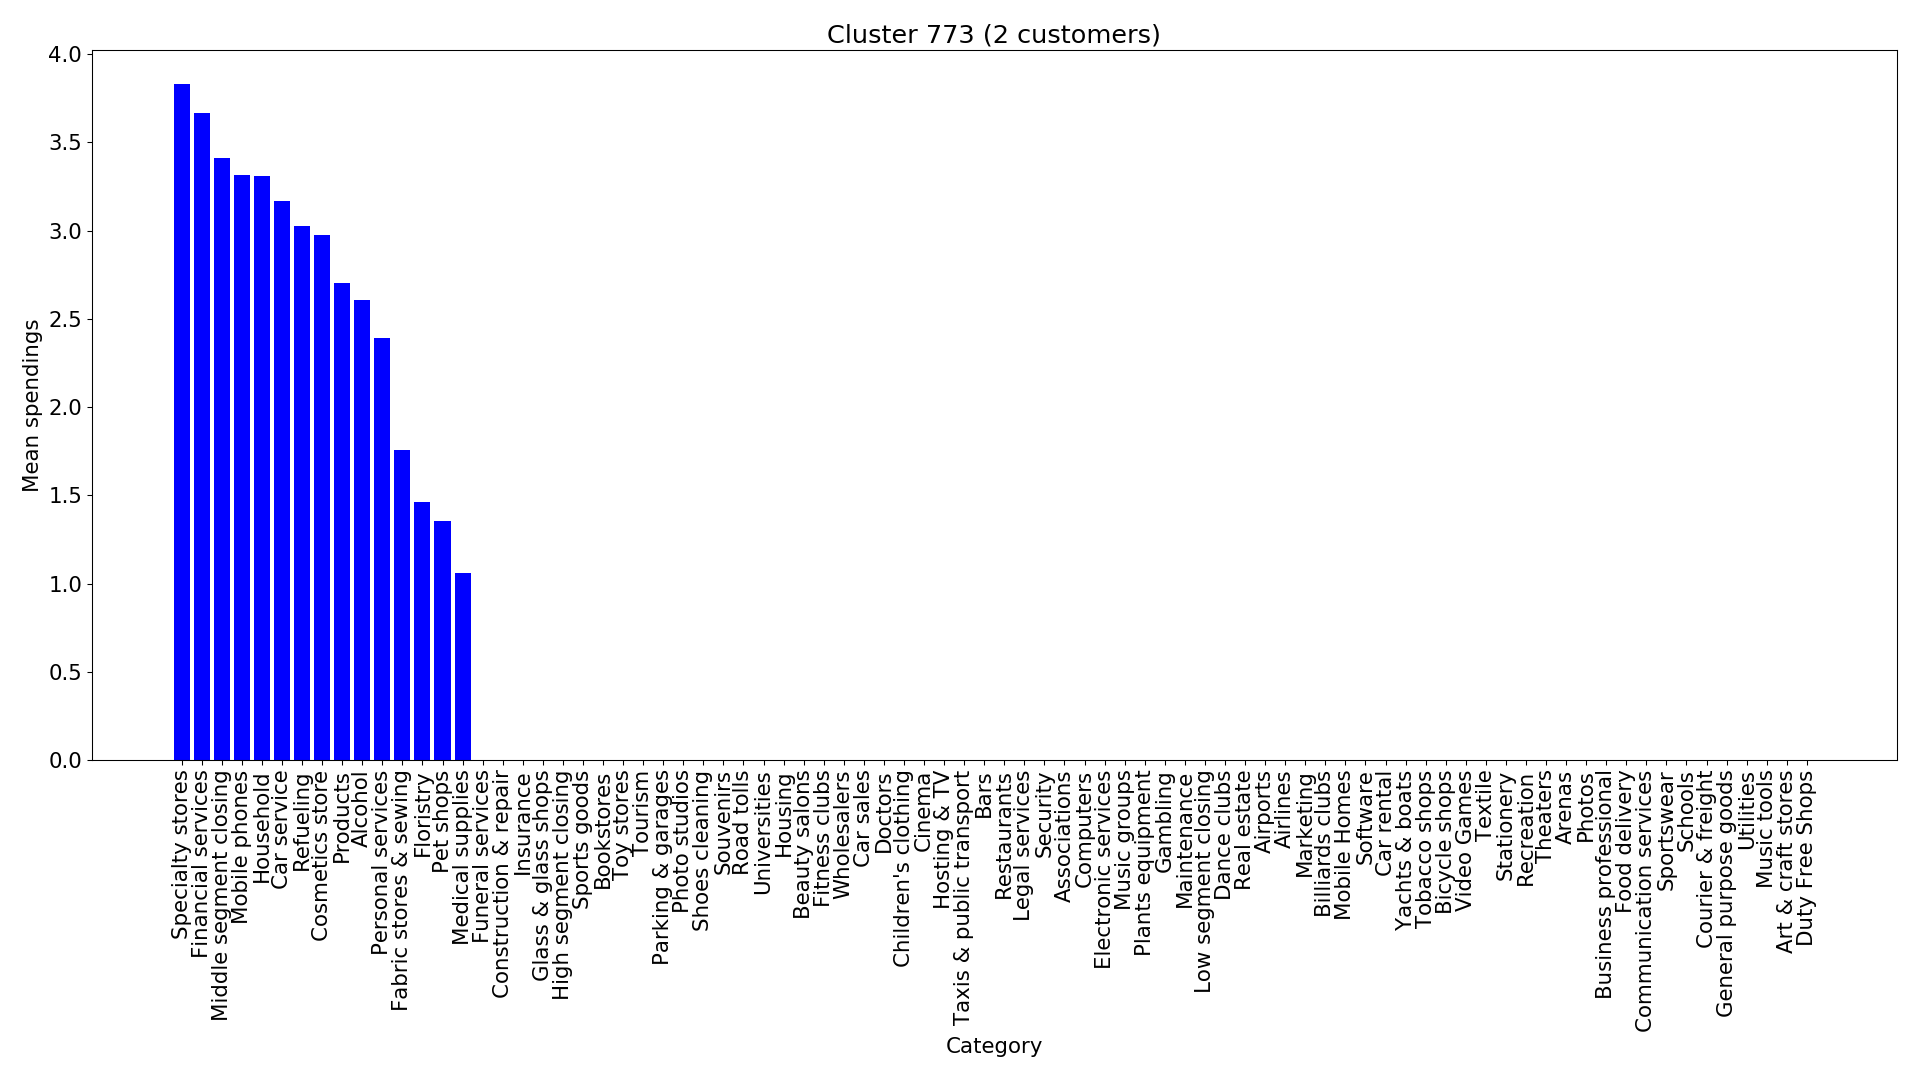 Cluster 773 (2 customers)
4.0
3.5
3.0
2.5
2.0
1.5
1.0
0.5
0.0
Mean spendings
Specialty stores
Financial services
Middle segment closing
Mobile phones
Household
Car service
Refueling
Cosmetics store
Products
Alcohol
Personal services
Fabric stores & sewing
Floristry
Pet shops
Medical supplies
Funeral services
Construction & repair
Insurance
Glass & glass shops
High segment closing
Sports goods
Bookstores
Toy stores
Tourism
Parking & garages
Photo studios
Shoes cleaning
Souvenirs
Road tolls
Universities
Housing
Beauty salons
Fitness clubs
Wholesalers
Car sales
Doctors
Children's clothing
Cinema
Hosting & TV
Taxis & public transport
Bars
Restaurants
Legal services
Security
Associations
Computers
Electronic services
Music groups
Plants equipment
Gambling
Maintenance
Low segment closing
Dance clubs
Real estate
Airports
Airlines
Marketing
Billiards clubs
Mobile Homes
Software
Car rental
Yachts & boats
Tobacco shops
Bicycle shops
Video Games
Textile
Stationery
Recreation
Theaters
Arenas
Photos
Business professional
Food delivery
Communication services
Sportswear
Schools
Courier & freight
General purpose goods
Utilities
Music tools
Art & craft stores
Duty Free Shops
Category